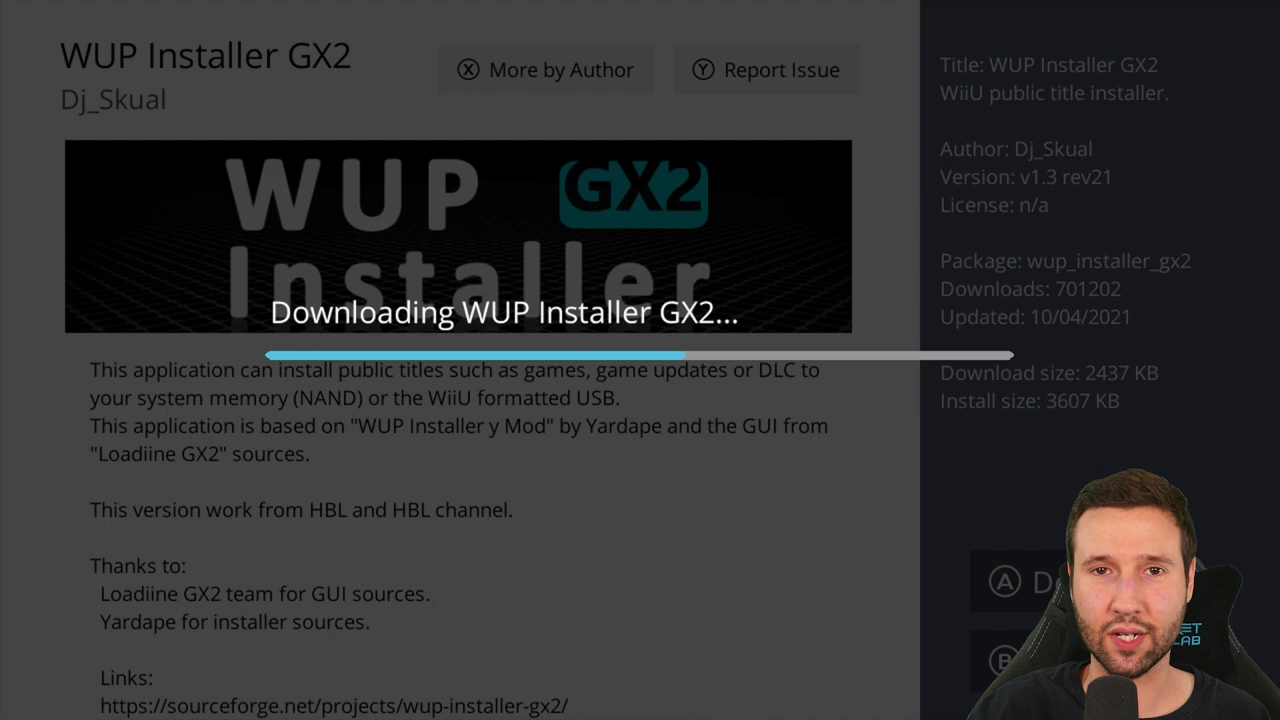 WUP Installer GX2
Dj_Skual
X More by Author
Y Report Issue
WUP GX2
Installer
Downloading WUP Installer GX2...
This application can install public titles such as games, game updates or DLC to
your system memory (NAND) or the WiiU formatted USB.
This application is based on "WUP Installer y Mod" by Yardape and the GUI from
"Loadiine GX2" sources.
This version work from HBL and HBL channel.
Thanks to:
Loadiine GX2 team for GUI sources.
Yardape for installer sources.
Links:
https://sourceforge.net/projects/wup-installer-gx2/
Title: WUP Installer GX2
WiiU public title installer.
Author: Dj_Skual
Version: v1.3 rev21
License: n/a
Package: wup_installer_gx2
Downloads: 701202
Updated: 10/04/2021
Download size: 2437 KB
Install size: 3607 KB
A D
B
LAB